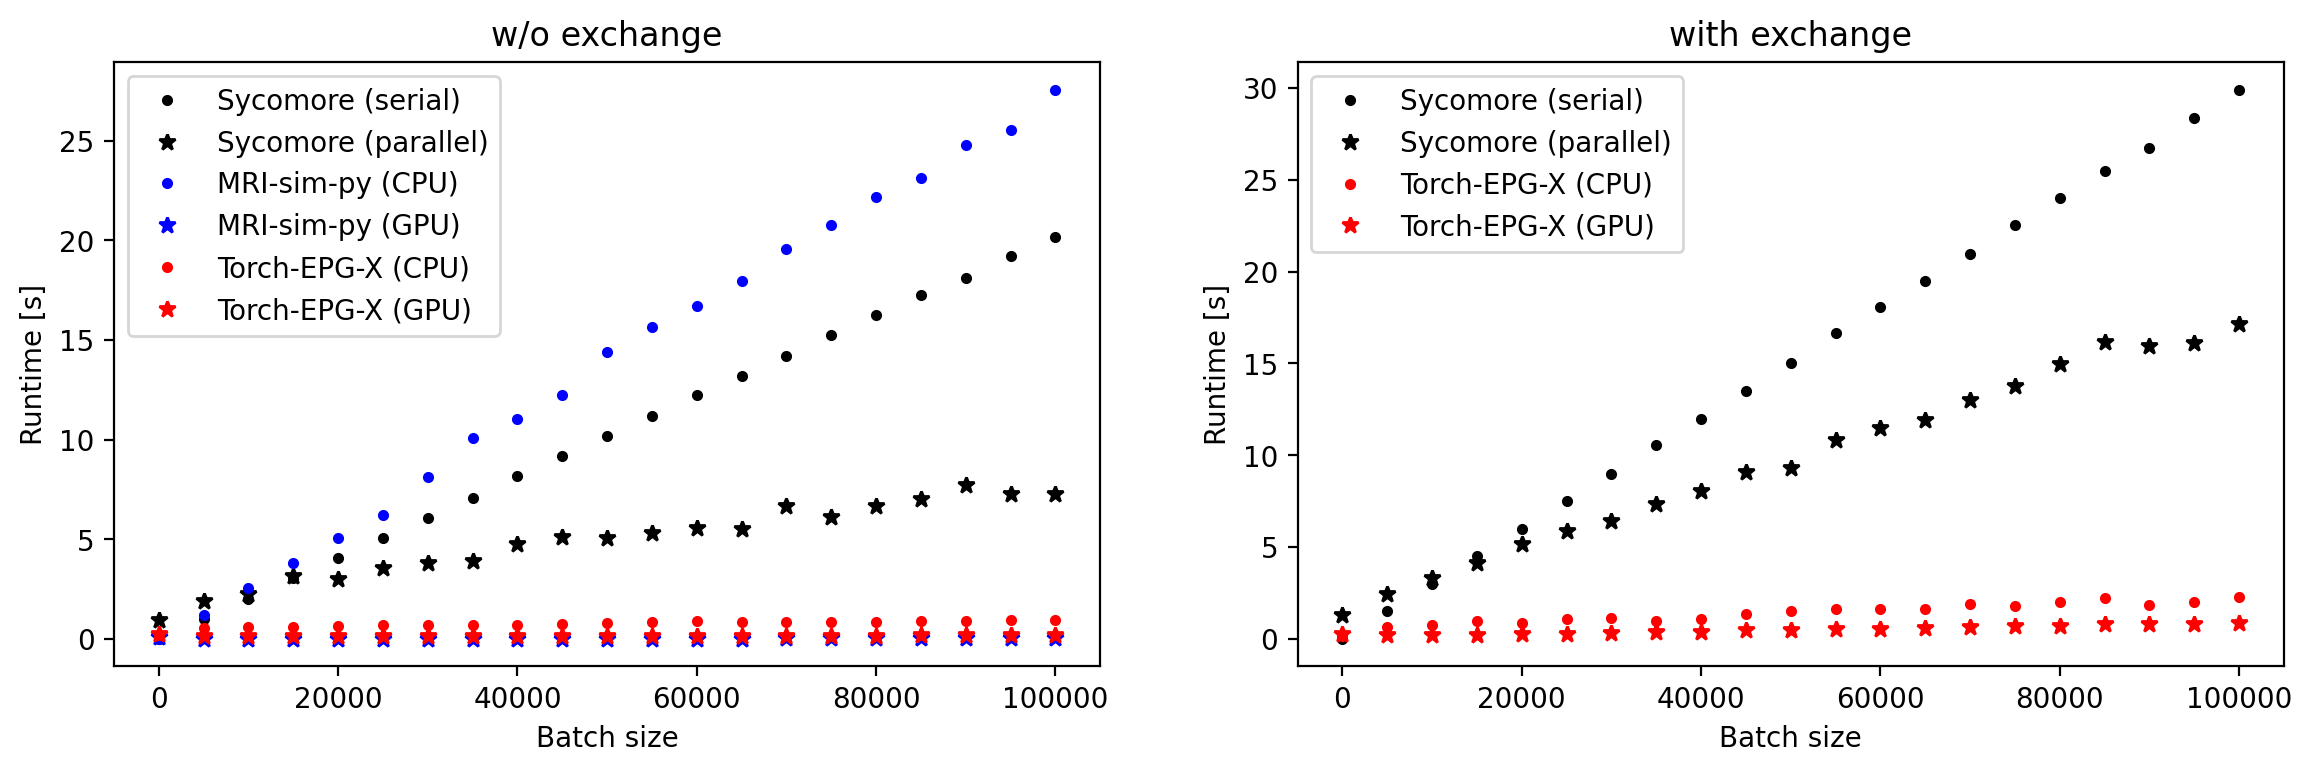 w/o exchange
Sycomore (serial)
Sycomore (parallel)
MRI-sim-py (CPU)
MRI-sim-py (GPU)
Torch-EPG-X (CPU)
Torch-EPG-X (GPU)
25
20
15
10
5
0
Runtime [s]
0 20000 40000 60000 80000 100000
Batch size
with exchange
Sycomore (serial)
Sycomore (parallel)
Torch-EPG-X (CPU)
Torch-EPG-X (GPU)
30
25
20
15
10
5
0
Runtime [s]
0 20000 40000 60000 80000 100000
Batch size